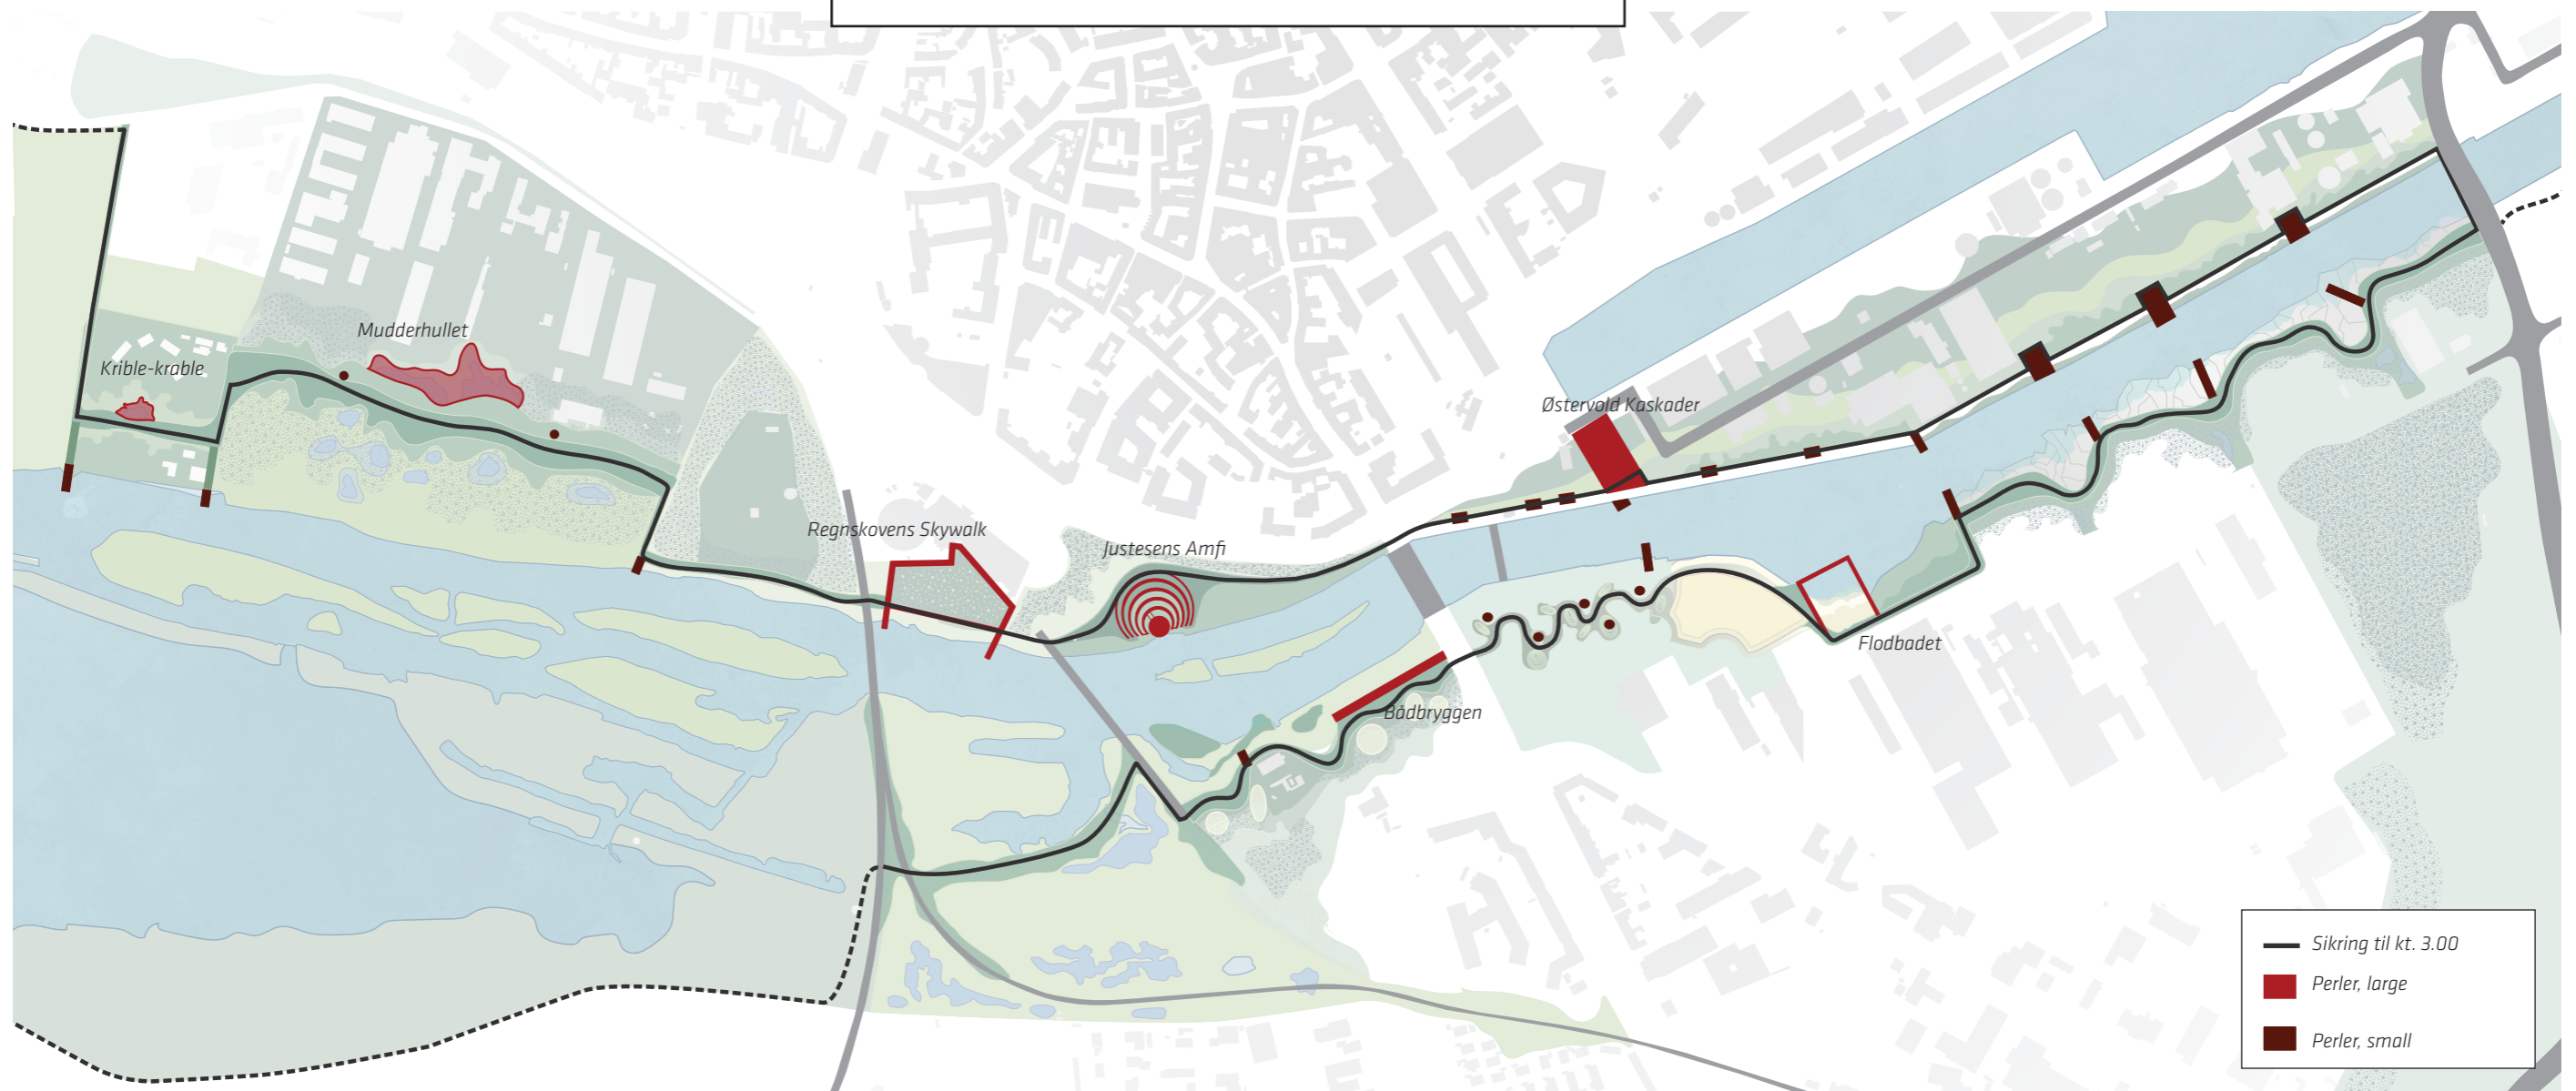 Mudderhullet
Krible-krable
Østervold Kaskader
Regnskovens Skywalk
Justesens Amfi
Flodbadet
Bådbryggen
Sikring til kt. 3.00
Perler, large
Perler, small